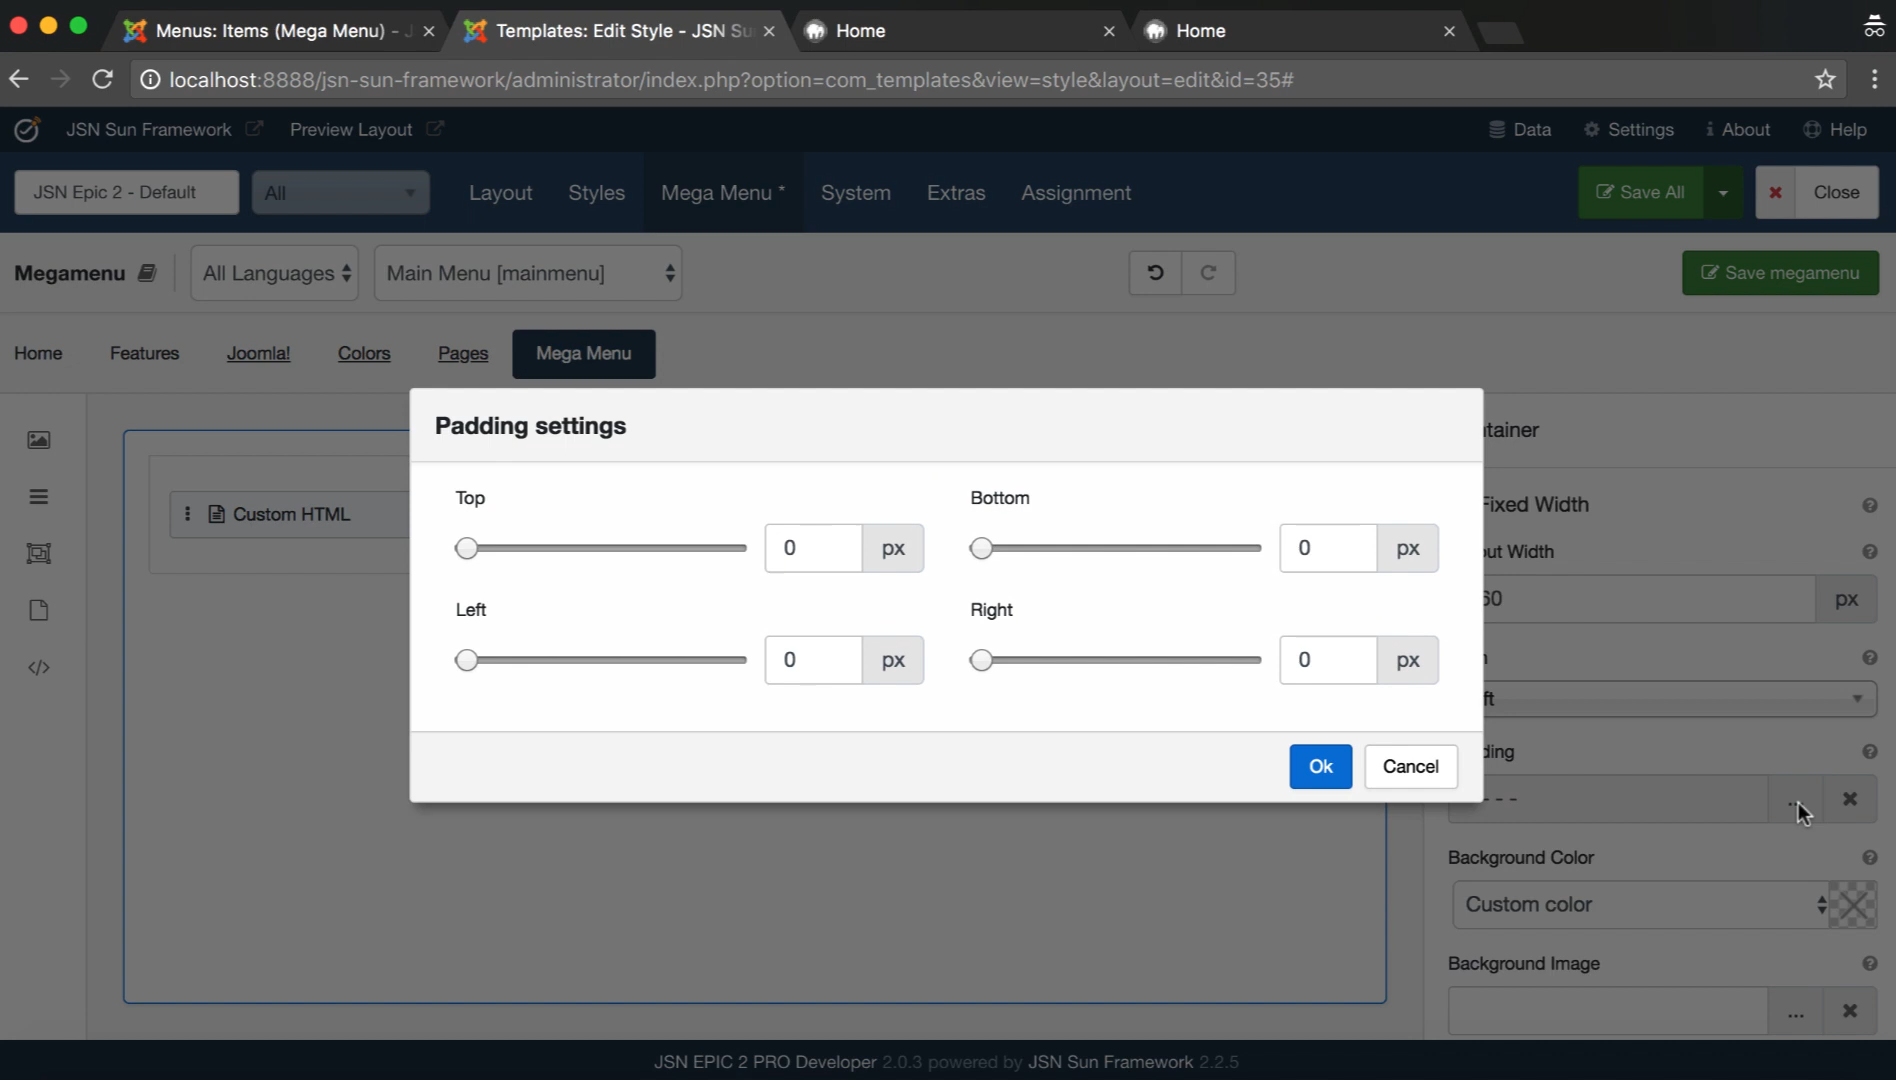 Menus: Items (Mega Menu) - J
Templates: Edit Style - JSN Su
Home
Home
localhost:8888/jsn-sun-framework/administrator/index.php?option=com_templates&view=style&layout=edit&id=35#
JSN Sun Framework
Preview Layout
Data
Settings
About
Help
JSN Epic 2 - Default
All
Layout
Styles
Mega Menu *
System
Extras
Assignment
Save All
Close
Megamenu
All Languages
Main Menu [mainmenu]
Save megamenu
Home
Features
Joomla!
Colors
Pages
Mega Menu
Padding settings
tainer
Custom HTML
Top
0 px
Bottom
0 px
Left
0 px
Right
0 px
Ok
Cancel
Fixed Width
out Width
60 px
ft
ding
- - -
...
Background Color
Custom color
Background Image
...
JSN EPIC 2 PRO Developer 2.0.3 powered by JSN Sun Framework 2.2.5